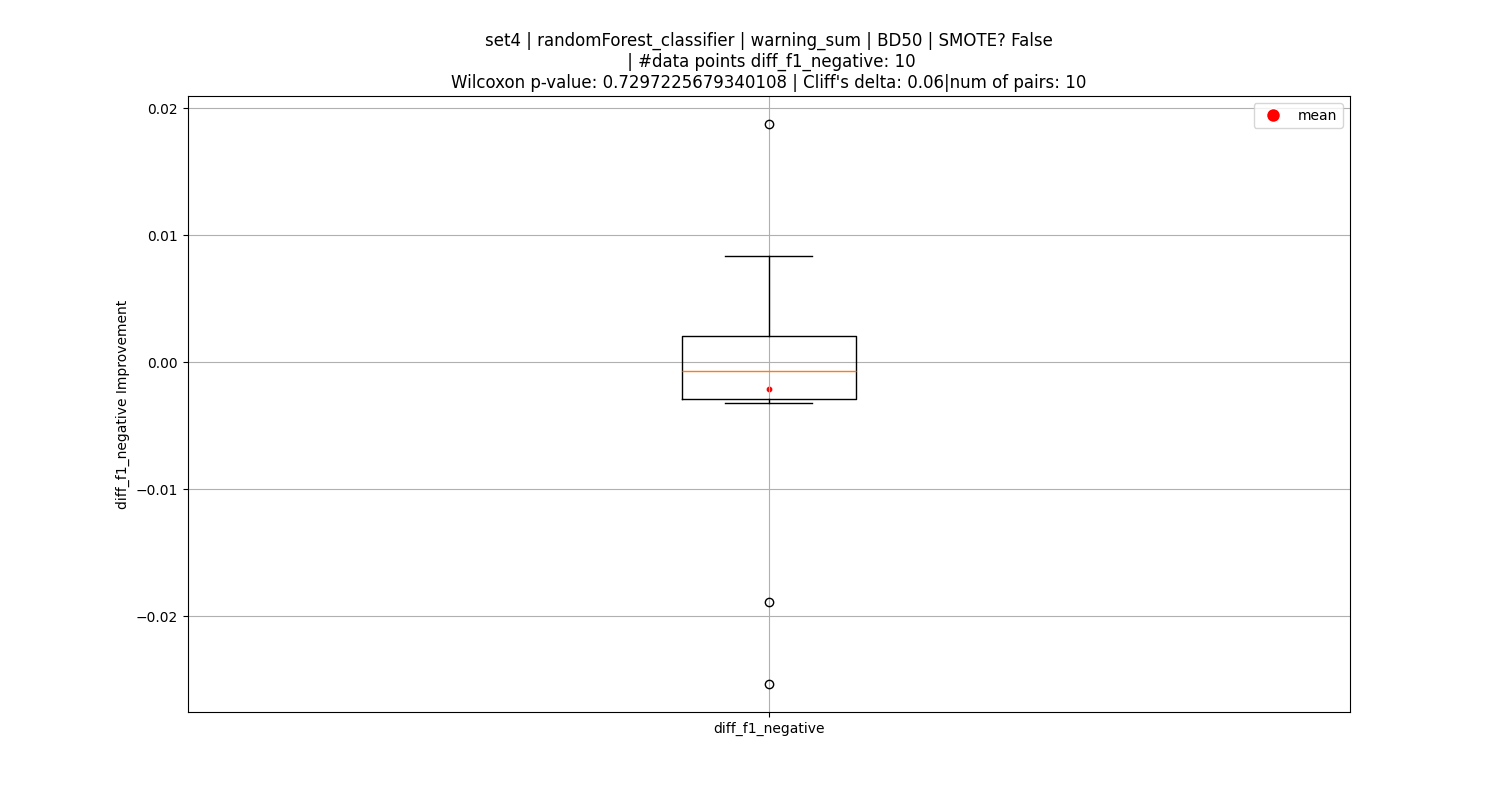 set4 | randomForest_classifier | warning_sum | BD50 | SMOTE? False
| #data points diff_f1_negative: 10
Wilcoxon p-value: 0.7297225679340108 | Cliff's delta: 0.06|num of pairs: 10
mean
0.02
0.01
0.00
−0.01
−0.02
diff_f1_negative Improvement
diff_f1_negative